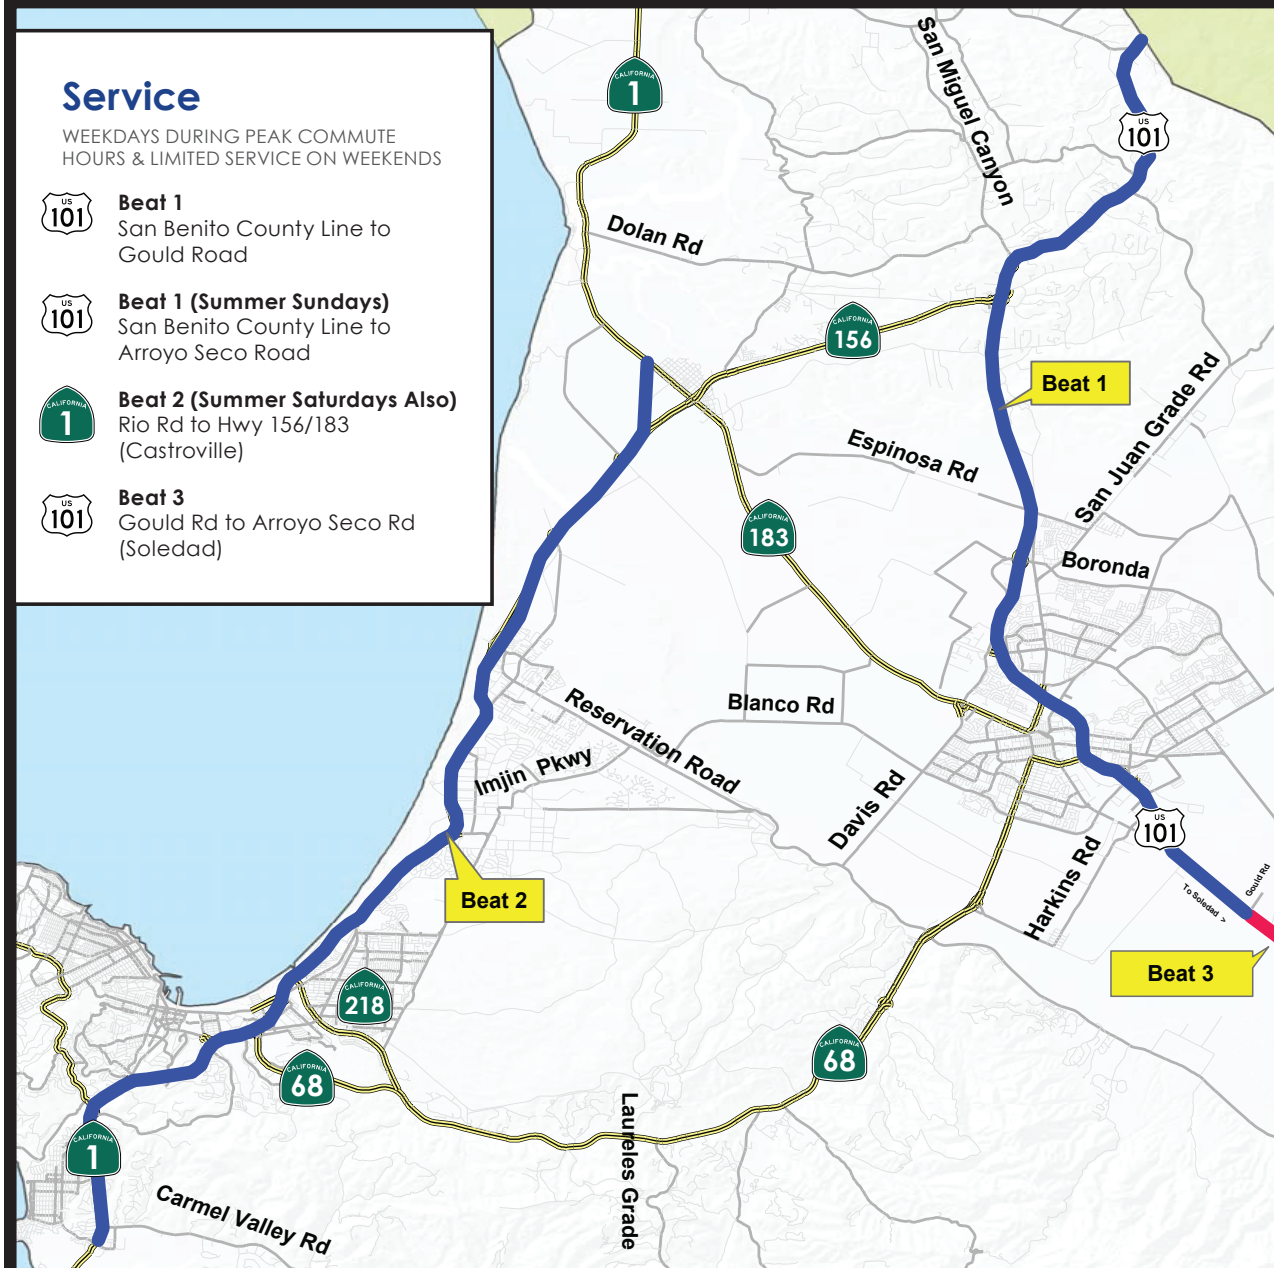 Service
WEEKDAYS DURING PEAK COMMUTE
HOURS & LIMITED SERVICE ON WEEKENDS
US
101
Beat 1
San Benito County Line to
Gould Road
US
101
Beat 1 (Summer Sundays)
San Benito County Line to
Arroyo Seco Road
CALIFORNIA
1
Beat 2 (Summer Saturdays Also)
Rio Rd to Hwy 156/183
(Castroville)
US
101
Beat 3
Gould Rd to Arroyo Seco Rd
(Soledad)
CALIFORNIA
1
San Miguel Canyon
US
101
Dolan Rd
CALIFORNIA
156
Beat 1
San Juan Grade Rd
Espinosa Rd
CALIFORNIA
183
Boronda
Reservation Road
Blanco Rd
Imjin Pkwy
Davis Rd
US
101
Harkins Rd
To Soledad >
Gould Rd
Beat 2
Beat 3
CALIFORNIA
218
CALIFORNIA
68
CALIFORNIA
68
Laureles Grade
CALIFORNIA
1
Carmel Valley Rd